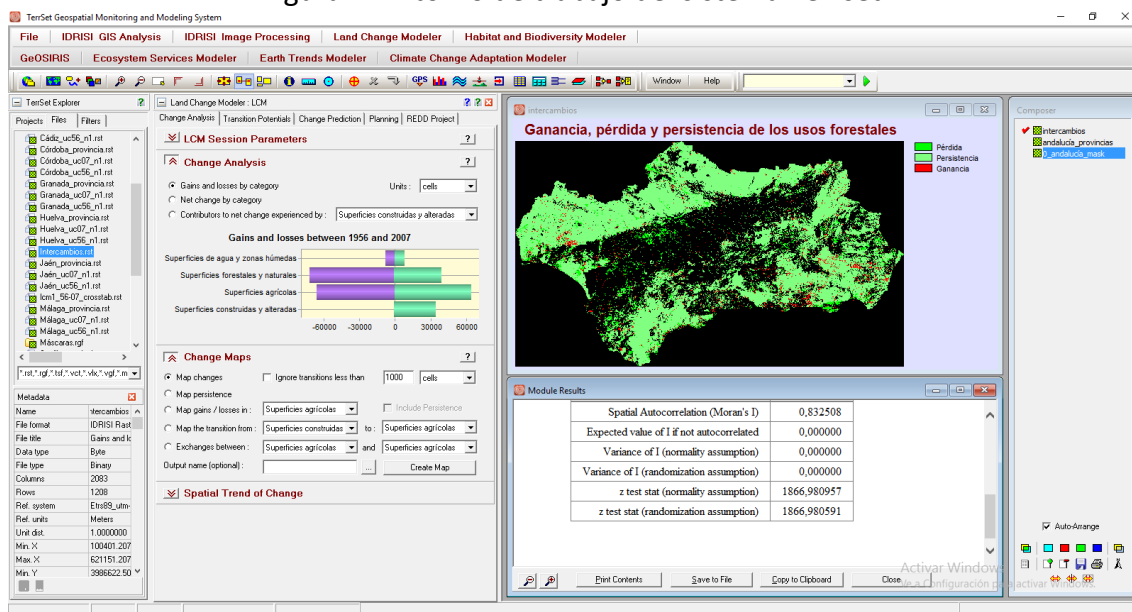 TerrSet Geospatial Monitoring and Modeling System
File IDRISI GIS Analysis IDRISI Image Processing Land Change Modeler Habitat and Biodiversity Modeler
GeOSIRIS Ecosystem Services Modeler Earth Trends Modeler Climate Change Adaptation Modeler
GPS Window Help
TerrSet Explorer ?
Projects Files Filters
Cádiz_uc56_n1.rst
Córdoba_provincia.rst
Córdoba_uc07_n1.rst
Córdoba_uc56_n1.rst
Granada_provincia.rst
Granada_uc07_n1.rst
Granada_uc56_n1.rst
Huelva_provincia.rst
Huelva_uc07_n1.rst
Huelva_uc56_n1.rst
Intercambios.rst
Jaén_provincia.rst
Jaén_uc07_n1.rst
Jaén_uc56_n1.rst
lcm1_56-07_crosstab.rst
Málaga_provincia.rst
Málaga_uc07_n1.rst
Málaga_uc56_n1.rst
Máscaras.rgf
*.rst,*.rgf,*.tsf,*.vct,*.vlx,*.vgf,*.m
Metadata
Name itercambios
File format IDRISI Rast
File title Gains and lc
Data type Byte
File type Binary
Columns 2083
Rows 1208
Ref. system Etrs89_utm-
Ref. units Meters
Unit dist. 1.0000000
Min. X 100401.207
Max. X 621151.207
Min. Y 3986622.50
Land Change Modeler : LCM ? ?
Change Analysis Transition Potentials Change Prediction Planning REDD Project
LCM Session Parameters ?
Change Analysis ?
Gains and losses by category Units : cells
Net change by category
Contributors to net change experienced by : Superficies construidas y alteradas
Gains and losses between 1956 and 2007
Superficies de agua y zonas húmedas
Superficies forestales y naturales
Superficies agrícolas
Superficies construidas y alteradas
-60000 -30000 0 30000 60000
Change Maps ?
Map changes Ignore transitions less than 1000 cells
Map persistence
Map gains / losses in : Superficies agrícolas Include Persistence
Map the transition from : Superficies construidas to : Superficies agrícolas
Exchanges between : Superficies agrícolas and Superficies agrícolas
Output name (optional) : ... Create Map
Spatial Trend of Change
intercambios
Ganancia, pérdida y persistencia de los usos forestales
Pérdida
Persistencia
Ganancia
Module Results
Spatial Autocorrelation (Moran's I) 0,832508
Expected value of I if not autocorrelated 0,000000
Variance of I (normality assumption) 0,000000
Variance of I (randomization assumption) 0,000000
z test stat (normality assumption) 1866,980957
z test stat (randomization assumption) 1866,980591
Print Contents Save to File Copy to Clipboard Close
Composer
intercambios
andalucía_provincias
0_andalucía_mask
Auto-Arrange
Activar Windows